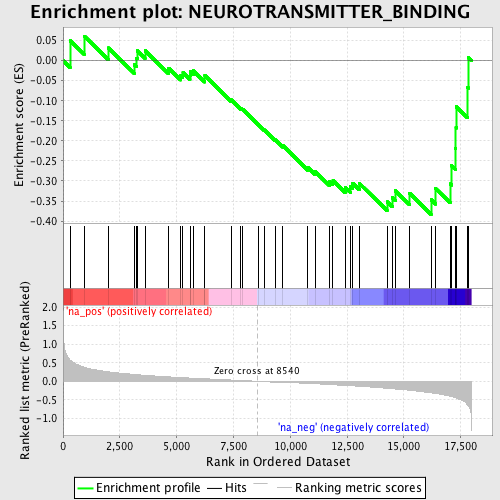 Enrichment plot: NEUROTRANSMITTER_BINDING
Enrichment score (ES)
0.05
0.00
-0.05
-0.10
-0.15
-0.20
-0.25
-0.30
-0.35
-0.40
'na_pos' (positively correlated)
Ranked list metric (PreRanked)
2.0
1.5
1.0
0.5
0.0
-0.5
-1.0
Zero cross at 8540
'na_neg' (negatively correlated)
0 2,500 5,000 7,500 10,000 12,500 15,000 17,500
Rank in Ordered Dataset
Enrichment profile Hits Ranking metric scores